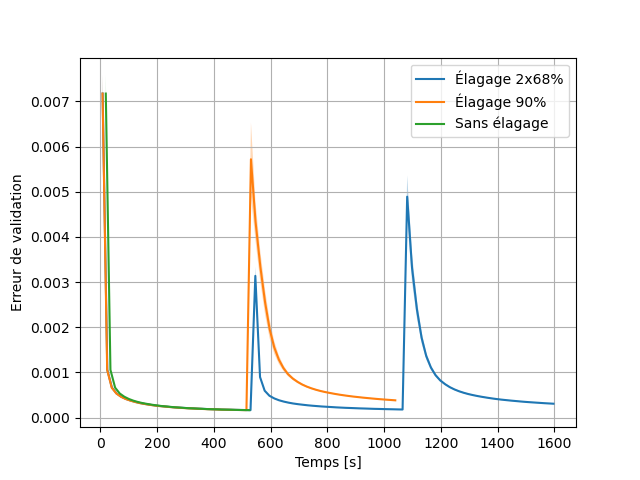 Élagage 2x68%
Élagage 90%
Sans élagage
Erreur de validation
0.007
0.006
0.005
0.004
0.003
0.002
0.001
0.000
0 200 400 600 800 1000 1200 1400 1600
Temps [s]